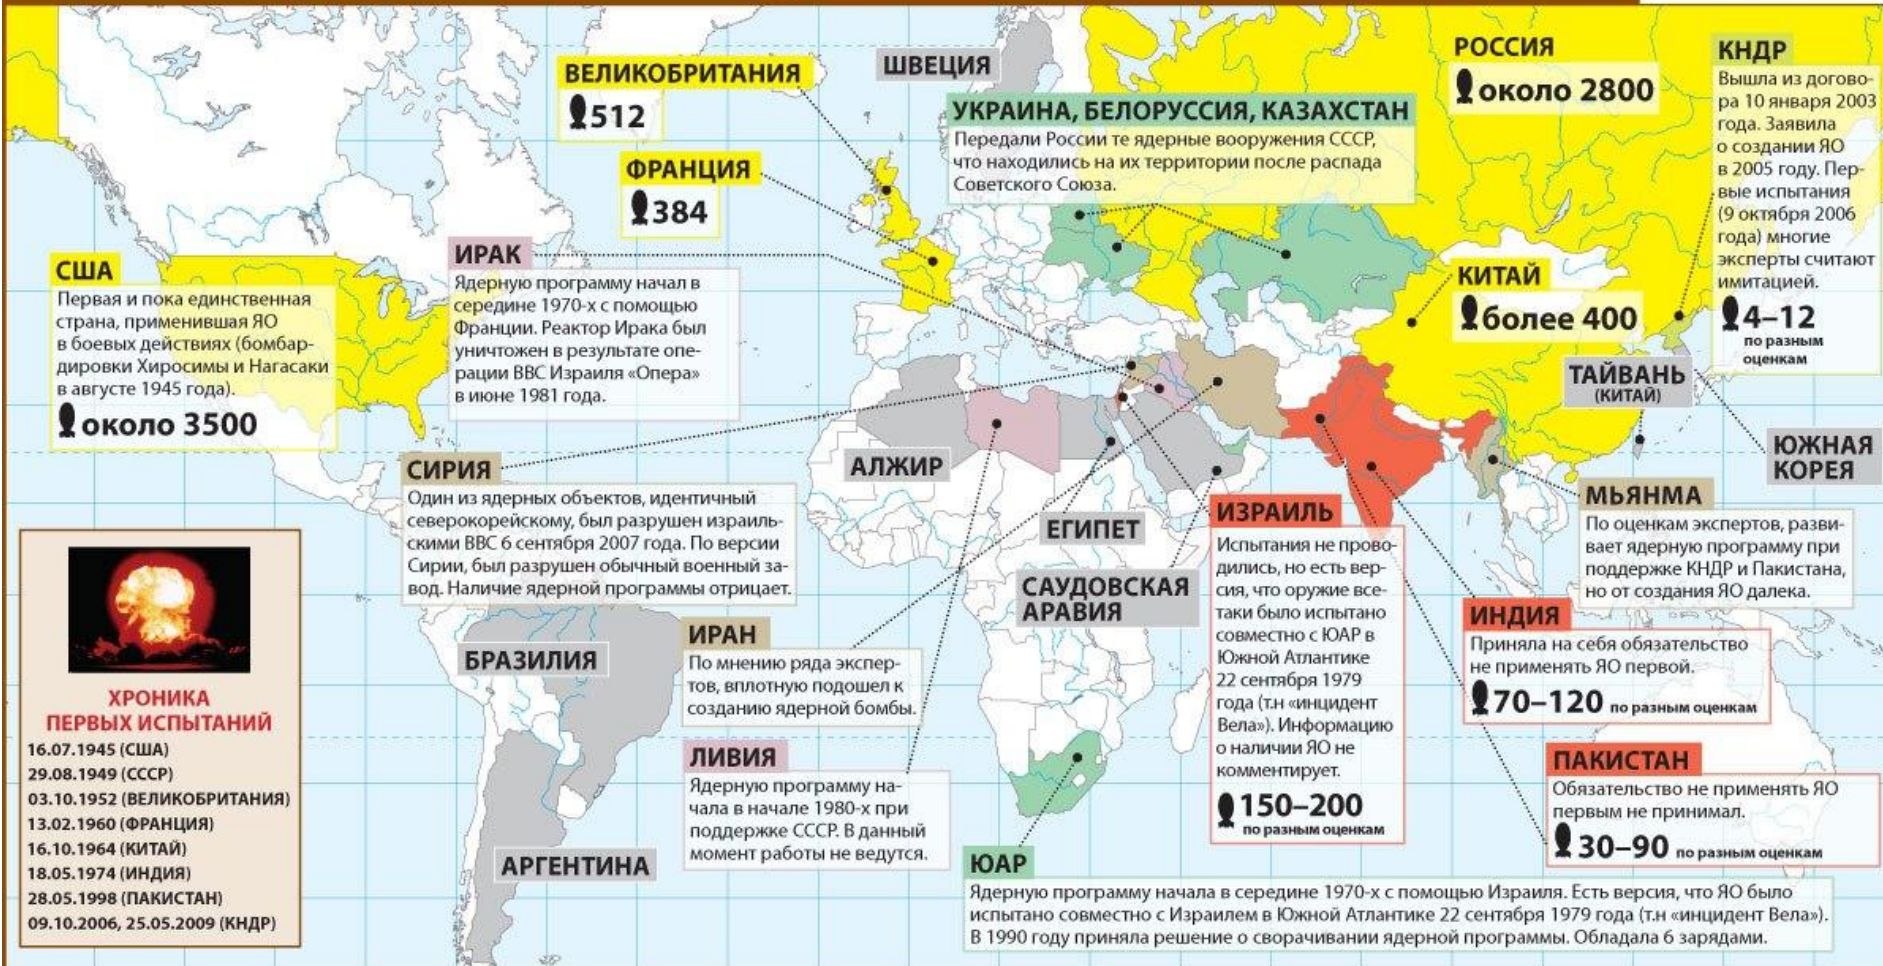 ВЕЛИКОБРИТАНИЯ
512
ШВЕЦИЯ
РОССИЯ
около 2800
КНДР
Вышла из догово-
ра 10 января 2003
года. Заявила
о создании ЯО
в 2005 году. Пер-
вые испытания
(9 октября 2006
года) многие
эксперты считают
имитацией.
4–12
по разным
оценкам
УКРАИНА, БЕЛОРУССИЯ, КАЗАХСТАН
Передали России те ядерные вооружения СССР,
что находились на их территории после распада
Советского Союза.
ФРАНЦИЯ
384
США
Первая и пока единственная
страна, применившая ЯО
в боевых действиях (бомбар-
дировки Хиросимы и Нагасаки
в августе 1945 года).
около 3500
ИРАК
Ядерную программу начал в
середине 1970-х с помощью
Франции. Реактор Ирака был
уничтожен в результате опе-
рации ВВС Израиля «Опера»
в июне 1981 года.
КИТАЙ
более 400
ТАЙВАНЬ
(КИТАЙ)
ЮЖНАЯ
КОРЕЯ
СИРИЯ
Один из ядерных объектов, идентичный
северокорейскому, был разрушен израиль-
скими ВВС 6 сентября 2007 года. По версии
Сирии, был разрушен обычный военный за-
вод. Наличие ядерной программы отрицает.
АЛЖИР
ЕГИПЕТ
САУДОВСКАЯ
АРАВИЯ
ИЗРАИЛЬ
Испытания не прово-
дились, но есть вер-
сия, что оружие все-
таки было испытано
совместно с ЮАР в
Южной Атлантике
22 сентября 1979
года (т.н «инцидент
Вела»). Информацию
о наличии ЯО не
комментирует.
150–200
по разным оценкам
МЬЯНМА
По оценкам экспертов, разви-
вает ядерную программу при
поддержке КНДР и Пакистана,
но от создания ЯО далека.
ИНДИЯ
Приняла на себя обязательство
не применять ЯО первой.
70–120 по разным оценкам
ПАКИСТАН
Обязательство не применять ЯО
первым не принимал.
30–90 по разным оценкам
БРАЗИЛИЯ
ИРАН
По мнению ряда экспер-
тов, вплотную подошел к
созданию ядерной бомбы.
ЛИВИЯ
Ядерную программу на-
чала в начале 1980-х при
поддержке СССР. В данный
момент работы не ведутся.
АРГЕНТИНА
ЮАР
Ядерную программу начала в середине 1970-х с помощью Израиля. Есть версия, что ЯО было
испытано совместно с Израилем в Южной Атлантике 22 сентября 1979 года (т.н «инцидент Вела»).
В 1990 году приняла решение о сворачивании ядерной программы. Обладала 6 зарядами.
ХРОНИКА
ПЕРВЫХ ИСПЫТАНИЙ
16.07.1945 (США)
29.08.1949 (СССР)
03.10.1952 (ВЕЛИКОБРИТАНИЯ)
13.02.1960 (ФРАНЦИЯ)
16.10.1964 (КИТАЙ)
18.05.1974 (ИНДИЯ)
28.05.1998 (ПАКИСТАН)
09.10.2006, 25.05.2009 (КНДР)